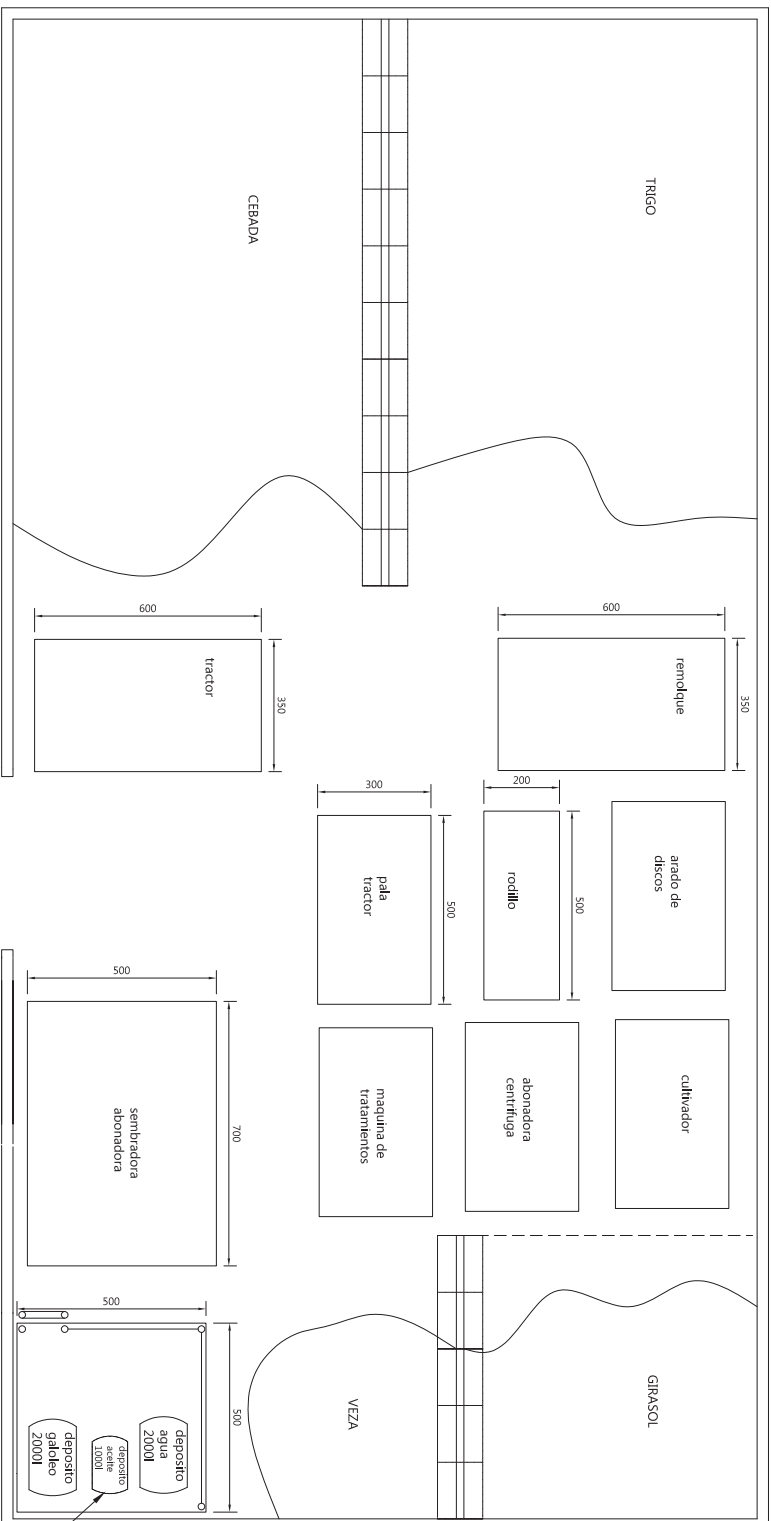 TRIGO
CEBADA
600
350
tractor
600
350
remolque
300
500
pala
tractor
200
500
rodillo
arado de
discos
500
700
sembradora
abonadora
maquina de
tratamientos
abonadora
centrifuga
cultivador
500
500
deposito
agua
2000l
deposito
aceite
1000l
deposito
galoleo
2000l
VEZA
GIRASOL